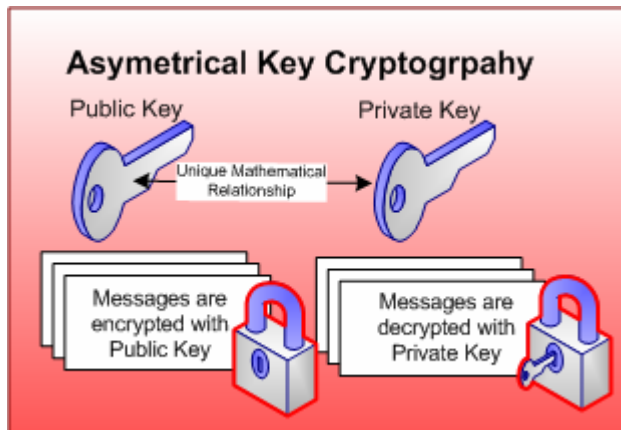 Asymetrical Key Cryptogrpahy
Public Key
Private Key
Unique Mathematical
Relationship
Messages are
encrypted with
Public Key
Messages are
decrypted with
Private Key